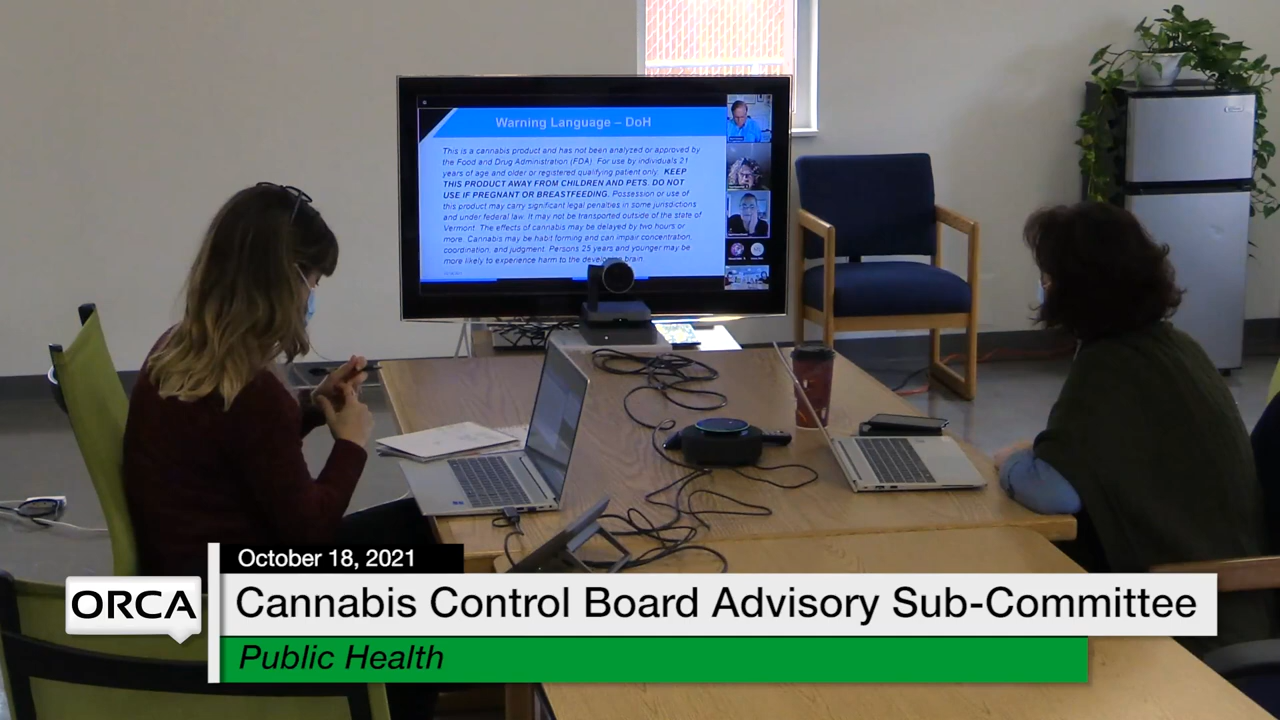 Warning Language – DoH
This is a cannabis product and has not been analyzed or approved by
the Food and Drug Administration (FDA). For use by individuals 21
years of age and older or registered qualifying patient only. KEEP
THIS PRODUCT AWAY FROM CHILDREN AND PETS. DO NOT
USE IF PREGNANT OR BREASTFEEDING. Possession or use of
this product may carry significant legal penalties in some jurisdictions
and under federal law. It may not be transported outside of the state of
Vermont. The effects of cannabis may be delayed by two hours or
more. Cannabis may be habit forming and can impair concentration,
coordination, and judgment. Persons 25 years and younger may be
more likely to experience harm to the brain.
October 18, 2021
ORCA
Cannabis Control Board Advisory Sub-Committee
Public Health